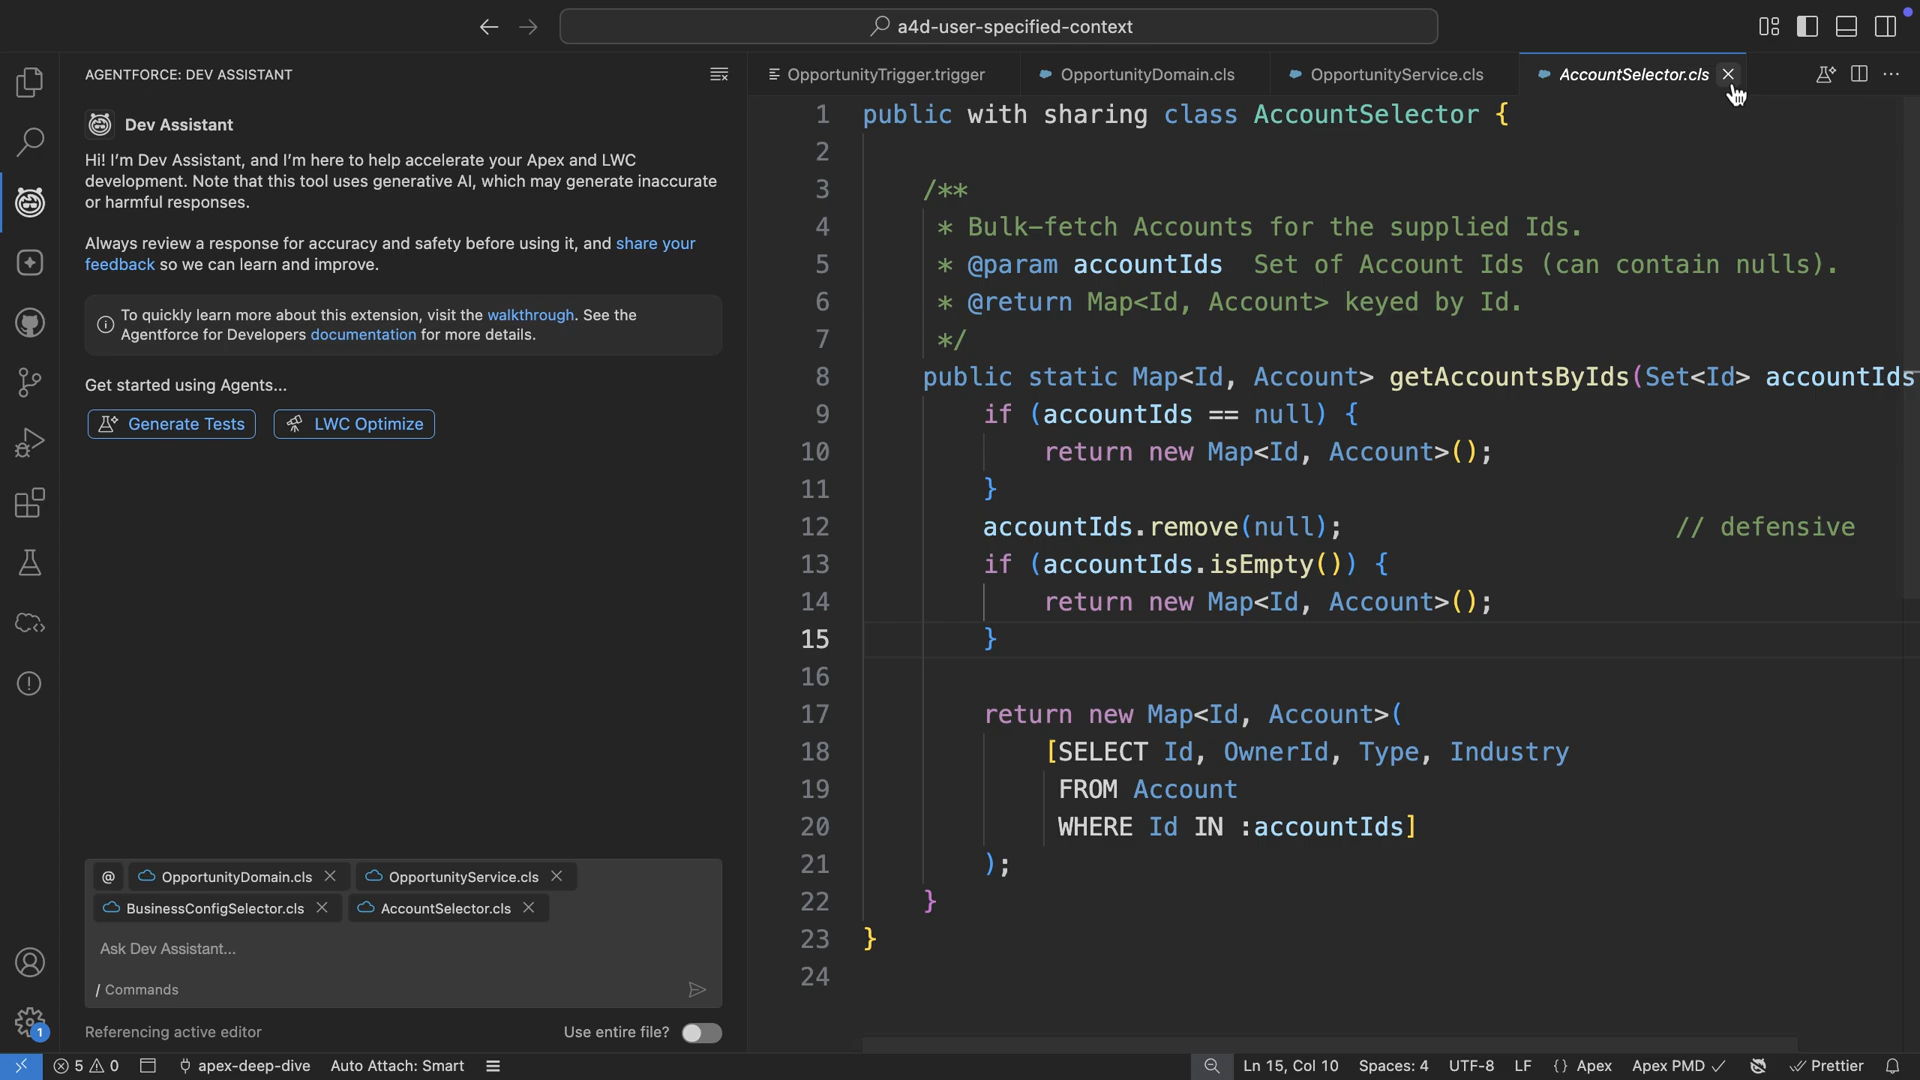 a4d-user-specified-context
AGENTFORCE: DEV ASSISTANT
Dev Assistant
Hi! I'm Dev Assistant, and I'm here to help accelerate your Apex and LWC
development. Note that this tool uses generative AI, which may generate inaccurate
or harmful responses.
Always review a response for accuracy and safety before using it, and share your
feedback so we can learn and improve.
To quickly learn more about this extension, visit the walkthrough. See the
Agentforce for Developers documentation for more details.
Get started using Agents...
Generate Tests LWC Optimize
@ OpportunityDomain.cls OpportunityService.cls
BusinessConfigSelector.cls AccountSelector.cls
Ask Dev Assistant...
/ Commands
Referencing active editor Use entire file?
OpportunityTrigger.trigger OpportunityDomain.cls OpportunityService.cls AccountSelector.cls
1 public with sharing class AccountSelector {
2
3 /**
4 * Bulk-fetch Accounts for the supplied Ids.
5 * @param accountIds Set of Account Ids (can contain nulls).
6 * @return Map<Id, Account> keyed by Id.
7 */
8 public static Map<Id, Account> getAccountsByIds(Set<Id> accountIds
9 if (accountIds == null) {
10 return new Map<Id, Account>();
11 }
12 accountIds.remove(null); // defensive
13 if (accountIds.isEmpty()) {
14 return new Map<Id, Account>();
15 }
16
17 return new Map<Id, Account>(
18 [SELECT Id, OwnerId, Type, Industry
19 FROM Account
20 WHERE Id IN :accountIds]
21 );
22 }
23 }
24
1
5 0 apex-deep-dive Auto Attach: Smart Ln 15, Col 10 Spaces: 4 UTF-8 LF {} Apex Apex PMD Prettier